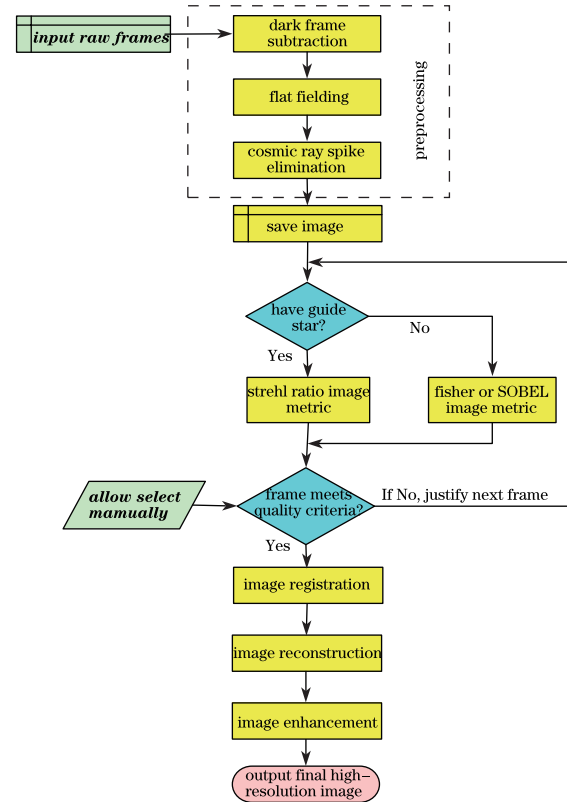 input raw frames
dark frame
subtraction
flat fielding
cosmic ray spike
elimination
preprocessing
save image
have guide
star?
No
Yes
strehl ratio image
metric
fisher or SOBEL
image metric
allow select
mamually
frame meets
quality criteria?
If No, justify next frame
Yes
image registration
image reconstruction
image enhancement
output final high-
resolution image